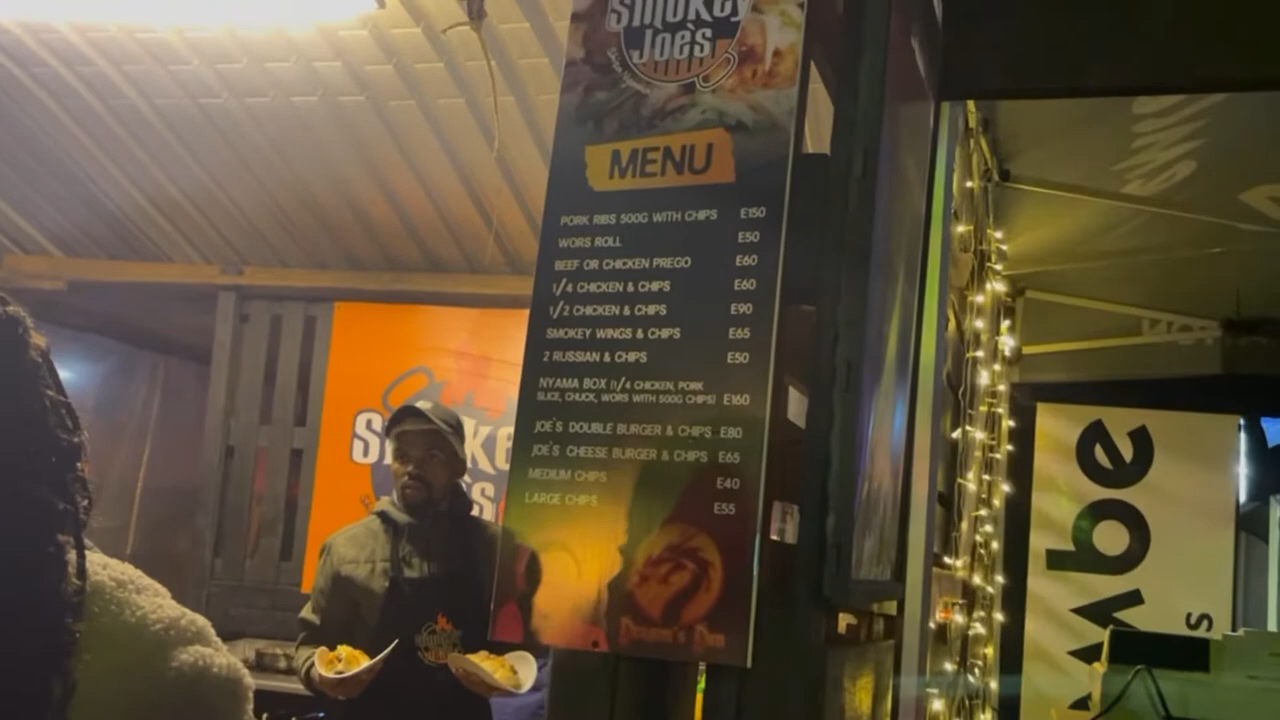 Smokey
Joe's
MENU
PORK RIBS 500G WITH CHIPS E150
WORS ROLL E50
BEEF OR CHICKEN PREGO E60
1/4 CHICKEN & CHIPS E60
1/2 CHICKEN & CHIPS E90
SMOKEY WINGS & CHIPS E65
2 RUSSIAN & CHIPS E50
NYAMA BOX (1/4 CHICKEN, PORK
SLICE, CHUCK, WORS WITH 500G CHIPS) E160
JOE'S DOUBLE BURGER & CHIPS E80
JOE'S CHEESE BURGER & CHIPS E65
MEDIUM CHIPS E40
LARGE CHIPS E55